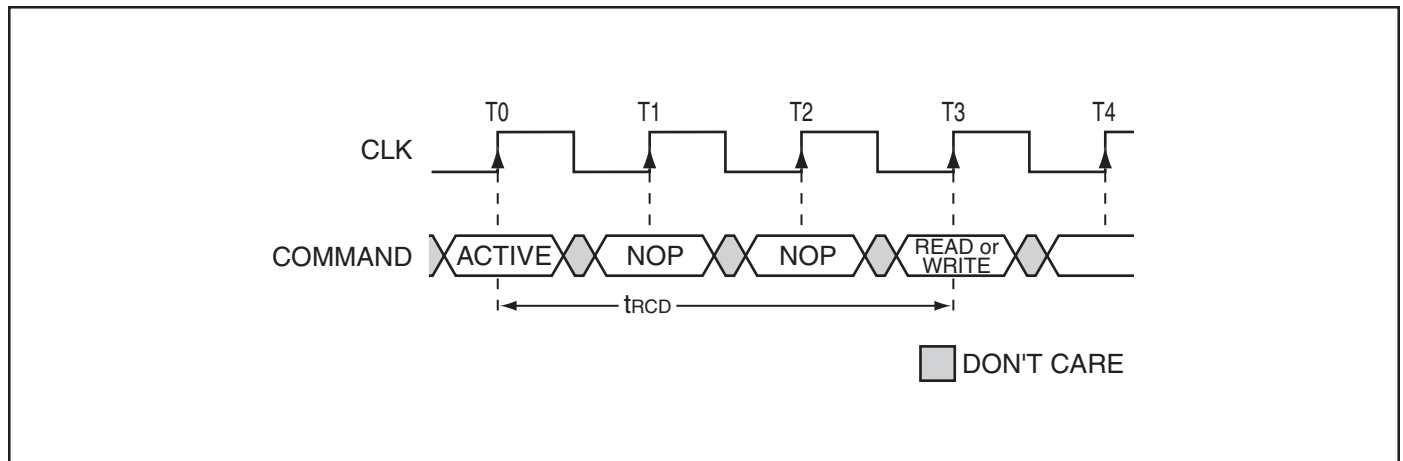 T0 T1 T2 T3 T4
CLK
COMMAND ACTIVE NOP NOP READ or
WRITE
tRCD
DON'T CARE